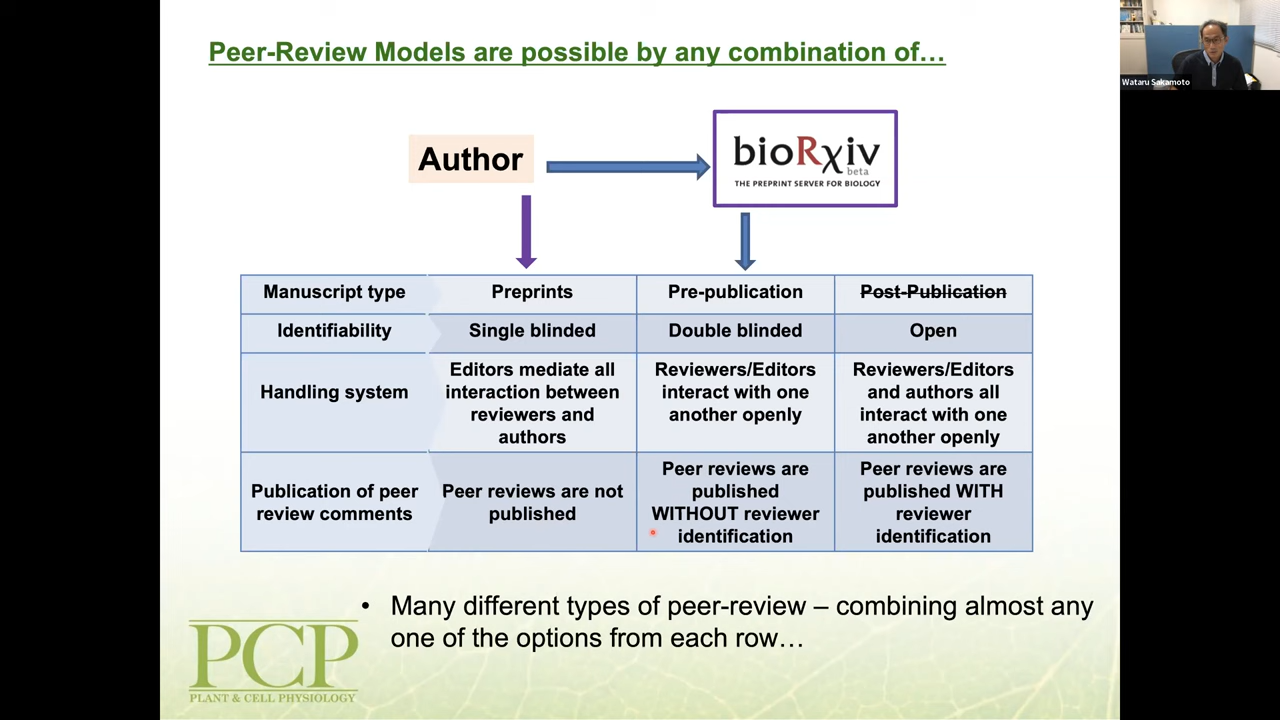 Peer-Review Models are possible by any combination of…
Wataru Sakamoto
Author
bioRχiv
beta
THE PREPRINT SERVER FOR BIOLOGY
Manuscript type
Preprints
Pre-publication
Post-Publication
Identifiability
Single blinded
Double blinded
Open
Handling system
Editors mediate all
interaction between
reviewers and
authors
Reviewers/Editors
interact with one
another openly
Reviewers/Editors
and authors all
interact with one
another openly
Publication of peer
review comments
Peer reviews are not
published
Peer reviews are
published
WITHOUT reviewer
identification
Peer reviews are
published WITH
reviewer
identification
• Many different types of peer-review – combining almost any
one of the options from each row…
PCP
PLANT & CELL PHYSIOLOGY